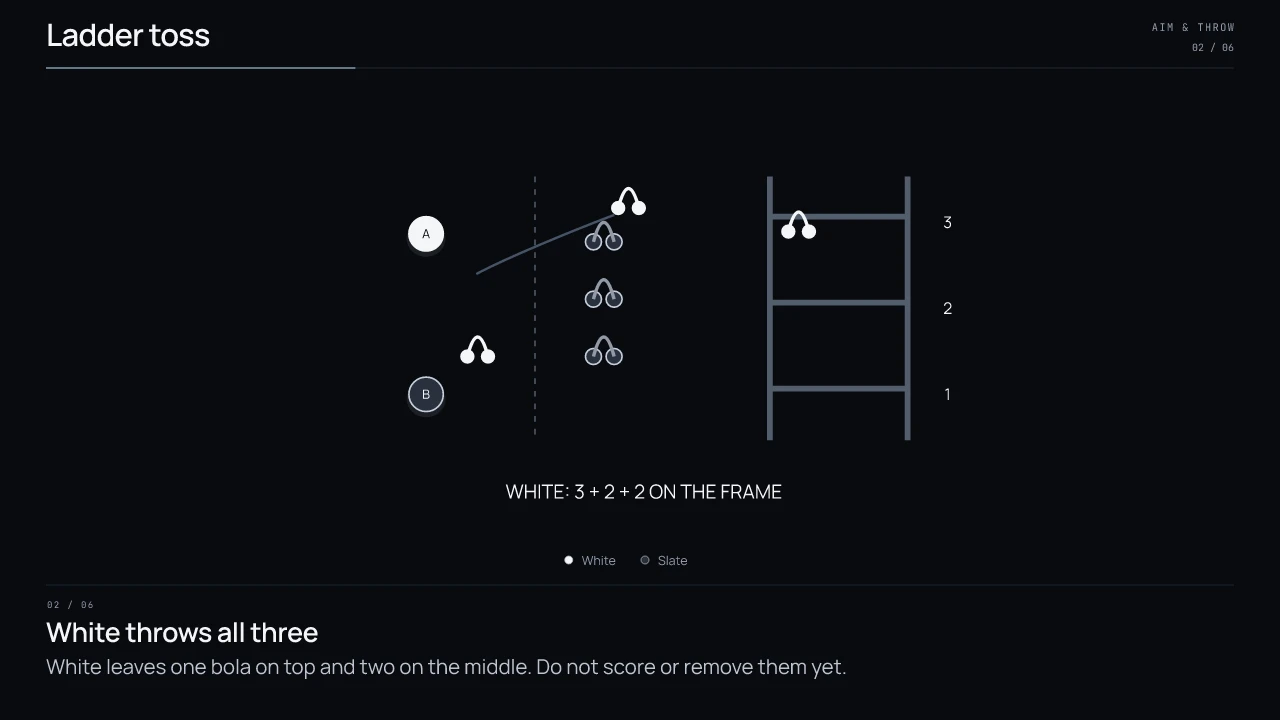 Ladder toss
AIM & THROW
02 / 06
A
B
3
2
1
WHITE: 3 + 2 + 2 ON THE FRAME
White
Slate
02 / 06
White throws all three
White leaves one bola on top and two on the middle. Do not score or remove them yet.